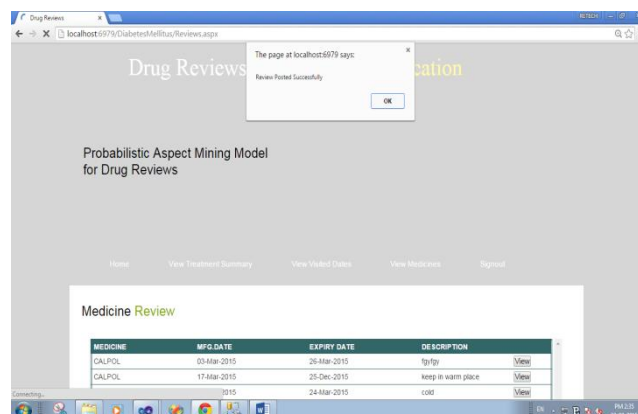 Drug Reviews
localhost:6979/DiabetesMellitus/Reviews.aspx
The page at localhost:6979 says:
Review Posted Successfully
OK
Drug Reviews
cation
Probabilistic Aspect Mining Model
for Drug Reviews
Home View Treatment Summary View Visited Dates View Medicines Signout
Medicine Review
MEDICINE MFG.DATE EXPIRY DATE DESCRIPTION
CALPOL 03-Mar-2015 26-Mar-2015 fgyfgy View
CALPOL 17-Mar-2015 25-Dec-2015 keep in warm place View
2015 24-Mar-2015 cold View
Connecting...
EN